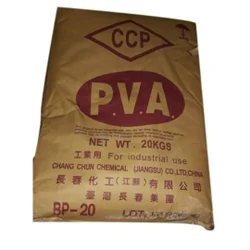 CCP
P.V.A.
NET WT. 20KGS
工業用 For industrial use
CHANG CHUN CHEMICAL (JIANGSU) CO.,LTD,CHINA
長春化工(江蘇)有限公司
臺灣長春集團
BP-20 LOT.